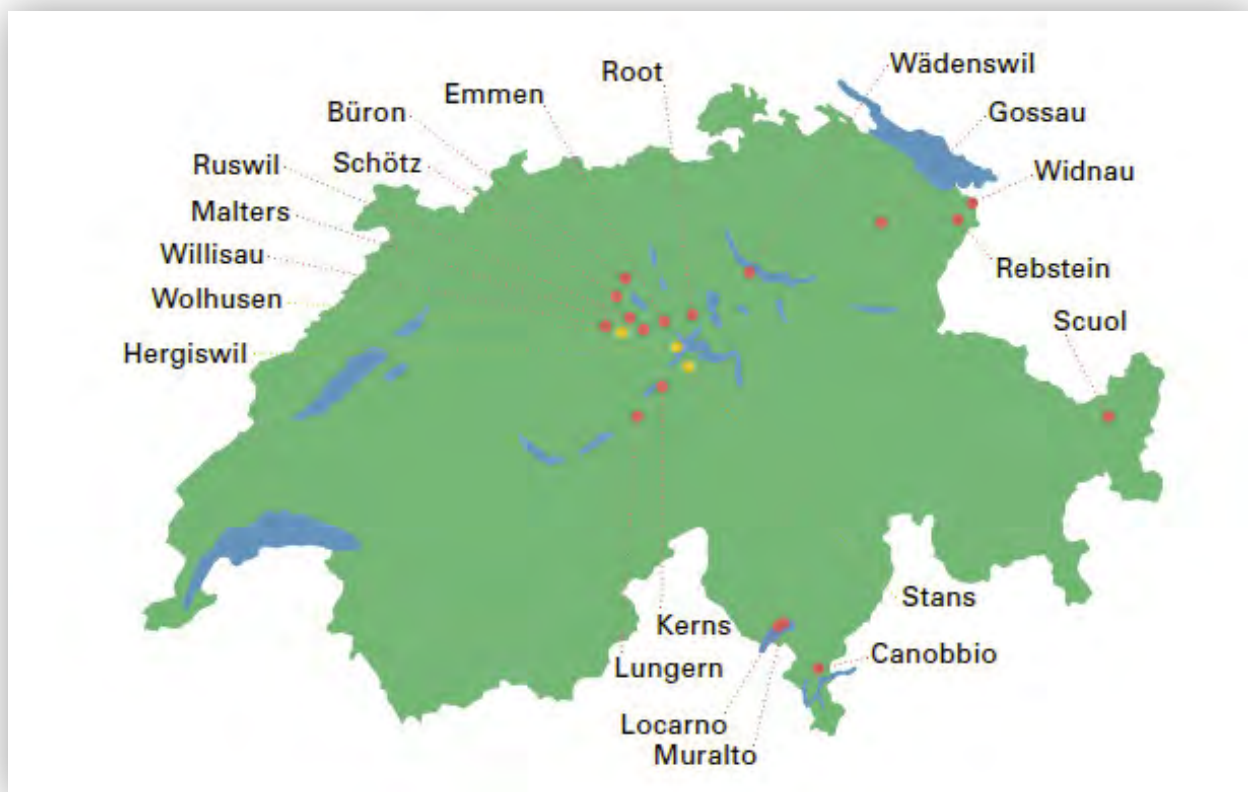 Wädenswil
Root
Emmen
Gossau
Büron
Schötz
Ruswil
Widnau
Malters
Willisau
Rebstein
Wolhusen
Scuol
Hergiswil
Stans
Kerns
Canobbio
Lungern
Locarno
Muralto